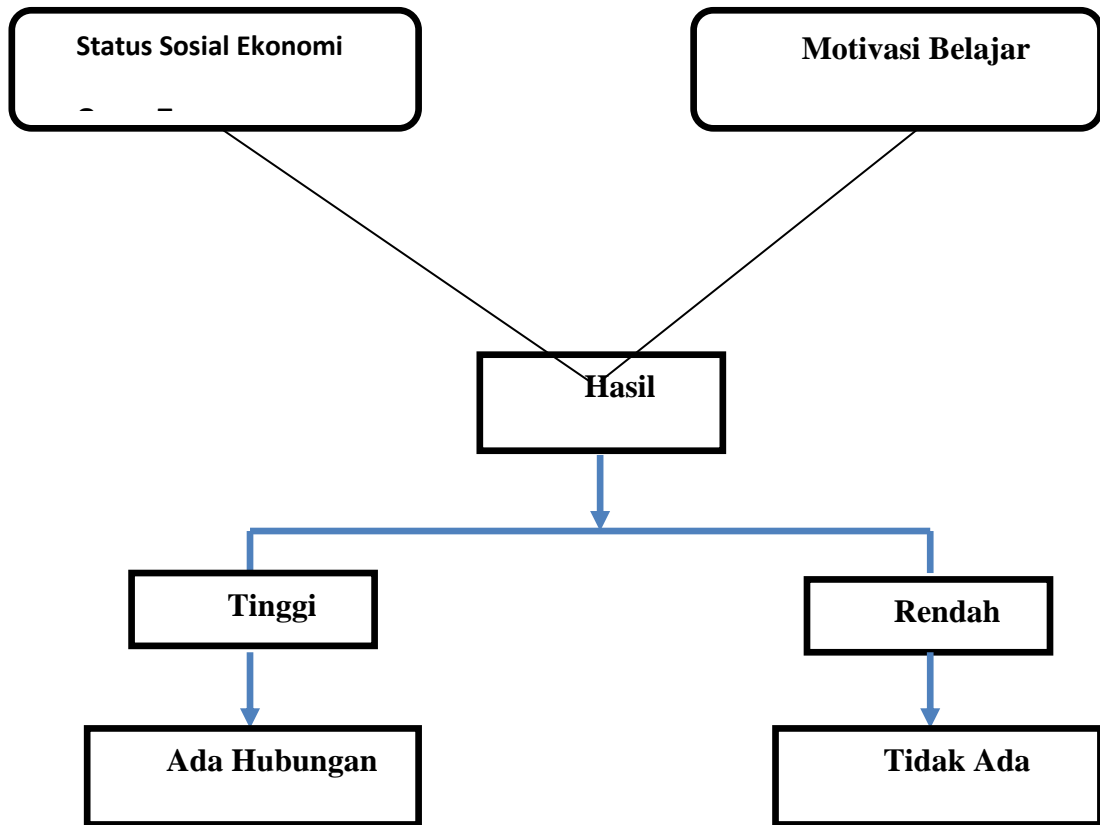 Status Sosial Ekonomi
Motivasi Belajar
Hasil
Tinggi
Rendah
Ada Hubungan
Tidak Ada